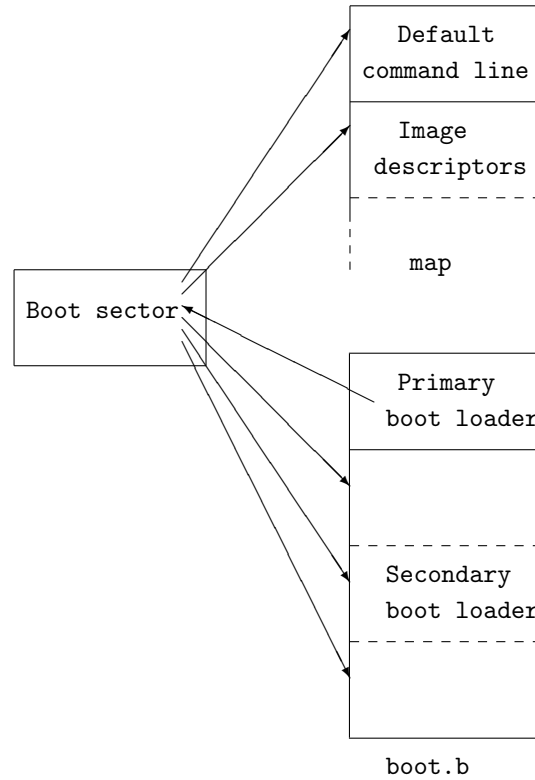 Default
command line
Image
descriptors
map
Boot sector
Primary
boot loader
Secondary
boot loader
boot.b